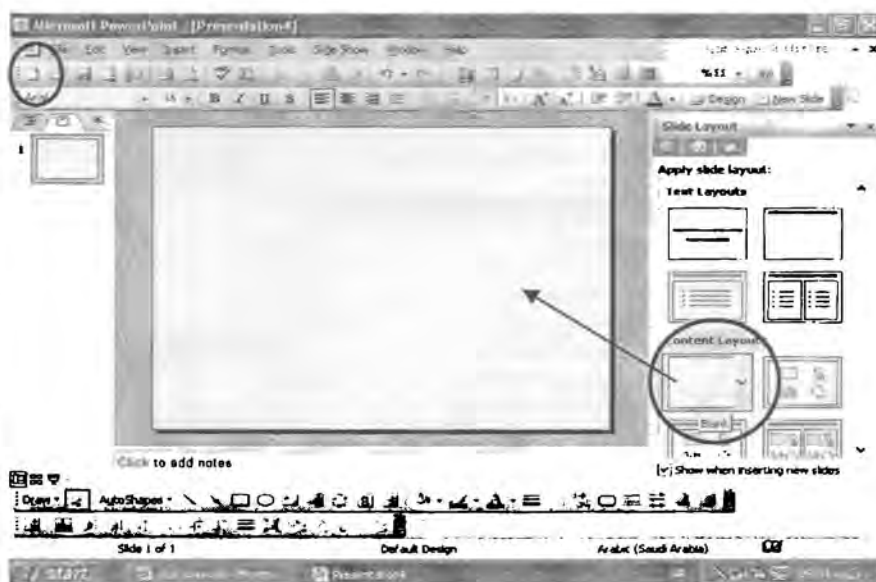 Microsoft PowerPoint - [Presentation4]
Edit View Insert Format Tools Slide Show Window Help
B I U S Design New Slide
Slide Layout
1
Apply slide layout:
Text Layouts
Content Layouts
Blank
Click to add notes
Show when inserting new slides
Draw AutoShapes
Slide 1 of 1 Default Design Arabic (Saudi Arabia)
start